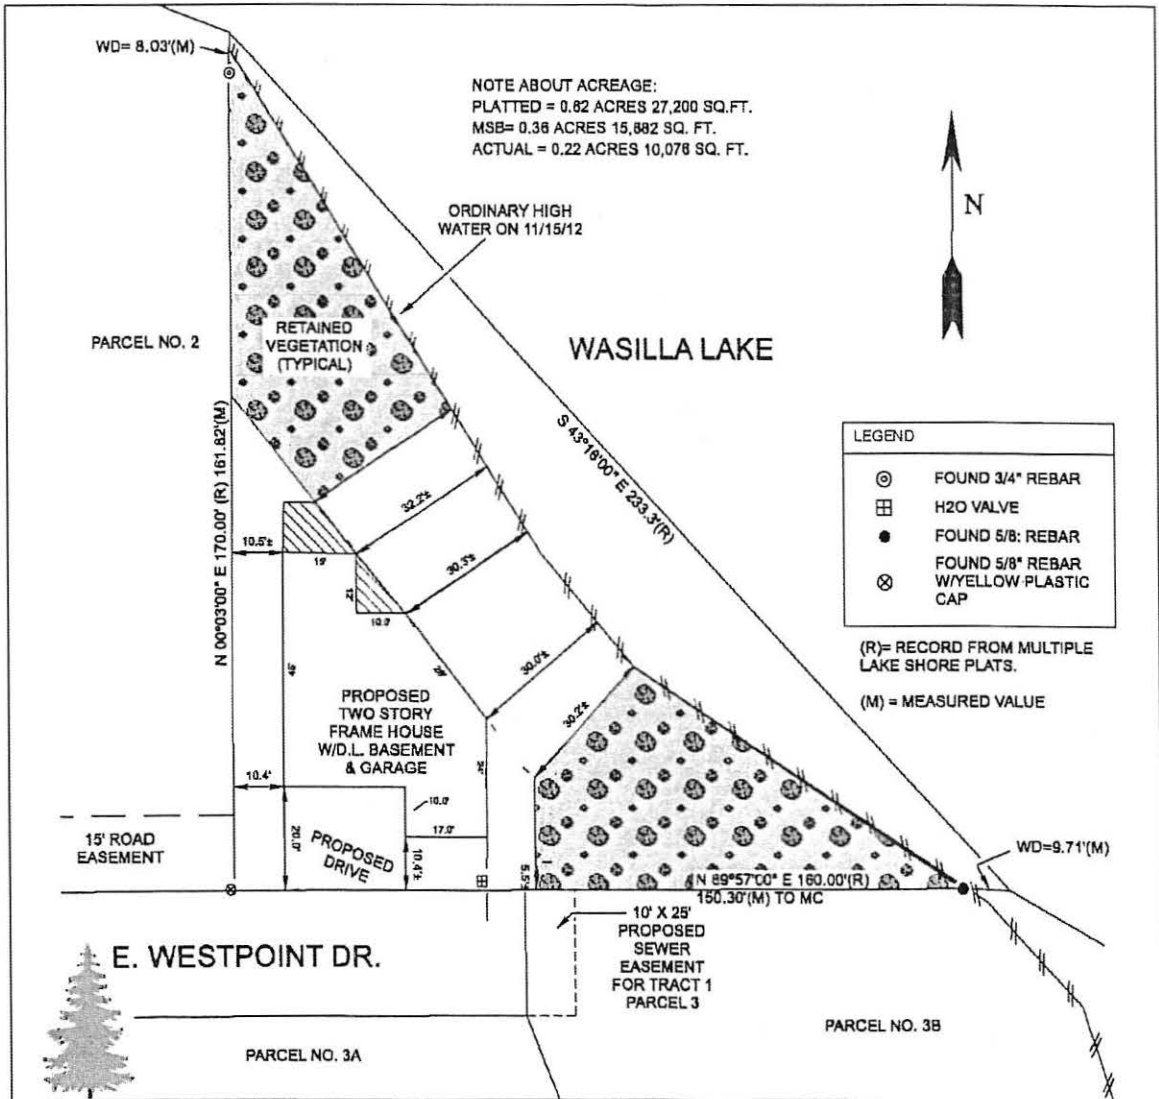 WD= 8.03'(M)
NOTE ABOUT ACREAGE:
PLATTED = 0.62 ACRES 27,200 SQ.FT.
MSB= 0.36 ACRES 15,882 SQ. FT.
ACTUAL = 0.22 ACRES 10,076 SQ. FT.
N
ORDINARY HIGH
WATER ON 11/15/12
PARCEL NO. 2
RETAINED
VEGETATION
(TYPICAL)
WASILLA LAKE
N 00°03'00" E 170.00' (R) 161.82'(M)
S 43°16'00" E 233.3'(R)
LEGEND
FOUND 3/4" REBAR
H2O VALVE
FOUND 5/8: REBAR
FOUND 5/8" REBAR
W/YELLOW PLASTIC
CAP
(R)= RECORD FROM MULTIPLE
LAKE SHORE PLATS.
(M) = MEASURED VALUE
32.2'±
10.5'±
30.3'±
12'
10.0'
45'
30.0'±
30.2'±
PROPOSED
TWO STORY
FRAME HOUSE
W/D.L. BASEMENT
& GARAGE
10.4'
10.0'
17.0'
20.0'
PROPOSED
DRIVE
10.4'±
5.5'±
15' ROAD
EASEMENT
WD=9.71'(M)
N 89°57'00" E 160.00'(R)
150.30'(M) TO MC
10' X 25'
PROPOSED
SEWER
EASEMENT
FOR TRACT 1
PARCEL 3
E. WESTPOINT DR.
PARCEL NO. 3A
PARCEL NO. 3B